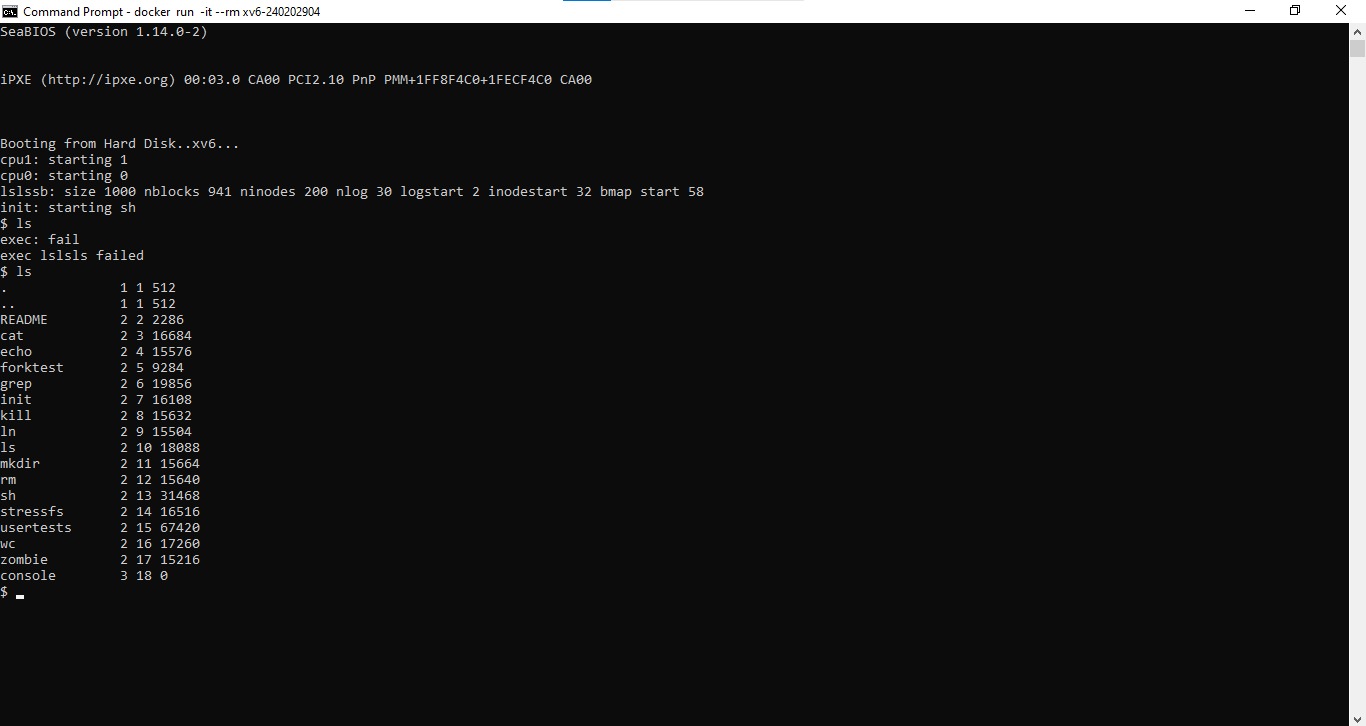 Command Prompt - docker run -it --rm xv6-240202904
SeaBIOS (version 1.14.0-2)
iPXE (http://ipxe.org) 00:03.0 CA00 PCI2.10 PnP PMM+1FF8F4C0+1FECF4C0 CA00
Booting from Hard Disk..xv6...
cpu1: starting 1
cpu0: starting 0
lslssb: size 1000 nblocks 941 ninodes 200 nlog 30 logstart 2 inodestart 32 bmap start 58
init: starting sh
$ ls
exec: fail
exec lslsls failed
$ ls
. 1 1 512
.. 1 1 512
README 2 2 2286
cat 2 3 16684
echo 2 4 15576
forktest 2 5 9284
grep 2 6 19856
init 2 7 16108
kill 2 8 15632
ln 2 9 15504
ls 2 10 18088
mkdir 2 11 15664
rm 2 12 15640
sh 2 13 31468
stressfs 2 14 16516
usertests 2 15 67420
wc 2 16 17260
zombie 2 17 15216
console 3 18 0
$